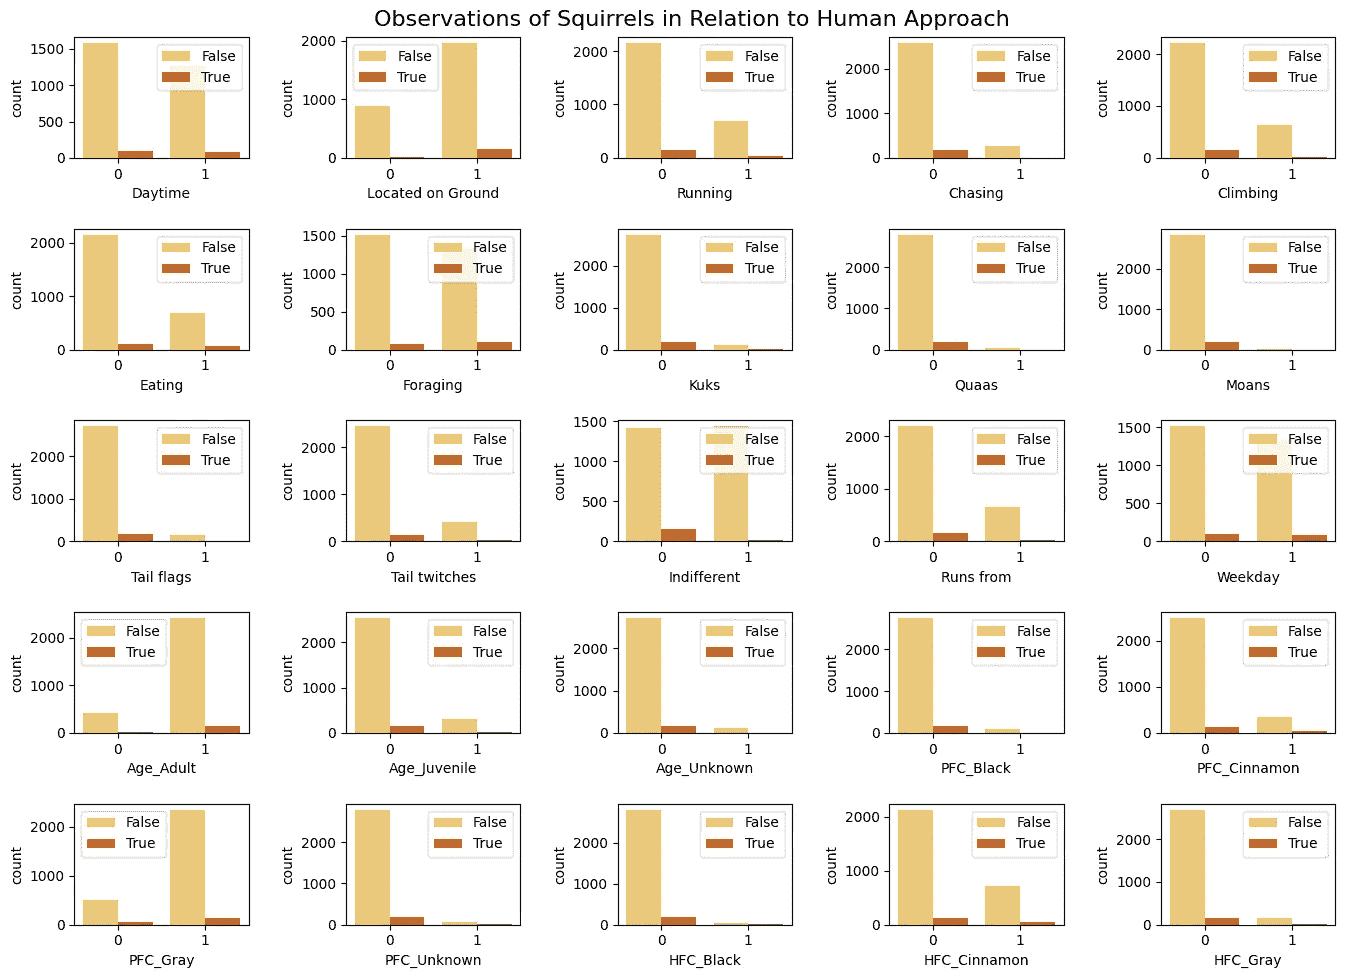 Observations of Squirrels in Relation to Human Approach
count
1500
1000
500
0
False
True
0 1
Daytime
count
2000
1000
0
False
True
0 1
Located on Ground
count
2000
1000
0
False
True
0 1
Running
count
2000
1000
0
False
True
0 1
Chasing
count
2000
1000
0
False
True
0 1
Climbing
count
2000
1000
0
False
True
0 1
Eating
count
1500
1000
500
0
False
True
0 1
Foraging
count
2000
1000
0
False
True
0 1
Kuks
count
2000
1000
0
False
True
0 1
Quaas
count
2000
1000
0
False
True
0 1
Moans
count
2000
1000
0
False
True
0 1
Tail flags
count
2000
1000
0
False
True
0 1
Tail twitches
count
1500
1000
500
0
False
True
0 1
Indifferent
count
2000
1000
0
False
True
0 1
Runs from
count
1500
1000
500
0
False
True
0 1
Weekday
count
2000
1000
0
False
True
0 1
Age_Adult
count
2000
1000
0
False
True
0 1
Age_Juvenile
count
2000
1000
0
False
True
0 1
Age_Unknown
count
2000
1000
0
False
True
0 1
PFC_Black
count
2000
1000
0
False
True
0 1
PFC_Cinnamon
count
2000
1000
0
False
True
0 1
PFC_Gray
count
2000
1000
0
False
True
0 1
PFC_Unknown
count
2000
1000
0
False
True
0 1
HFC_Black
count
2000
1000
0
False
True
0 1
HFC_Cinnamon
count
2000
1000
0
False
True
0 1
HFC_Gray